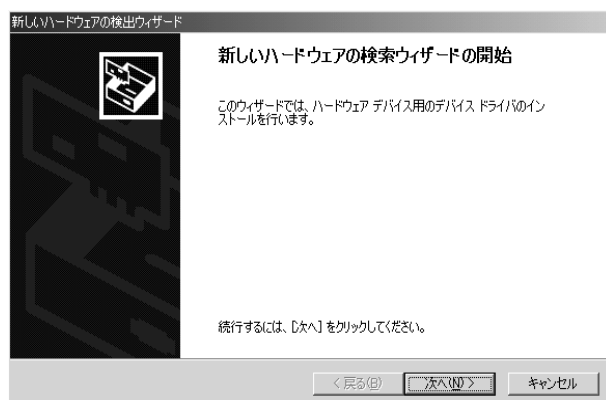 新しいハードウェアの検出ウィザード
新しいハードウェアの検索ウィザードの開始
このウィザードでは、ハードウェア デバイス用のデバイス ドライバのイン
ストールを行います。
続行するには、[次へ] をクリックしてください。
< 戻る(B)
次へ(N) >
キャンセル